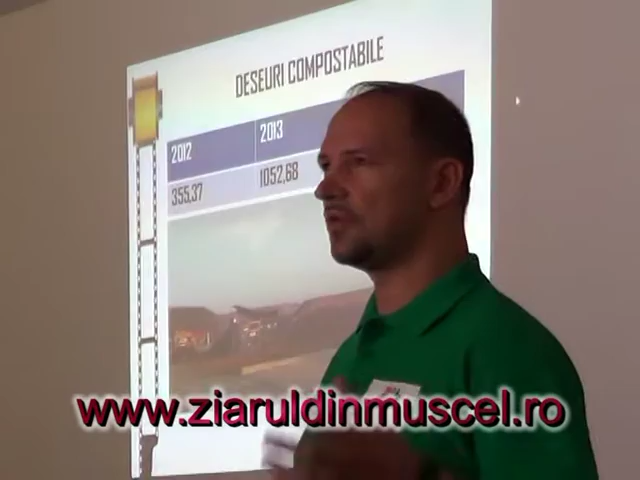 DESEURI COMPOSTABILE
2012 2013
355,37 1052,68
www.ziaruldinmuscel.ro